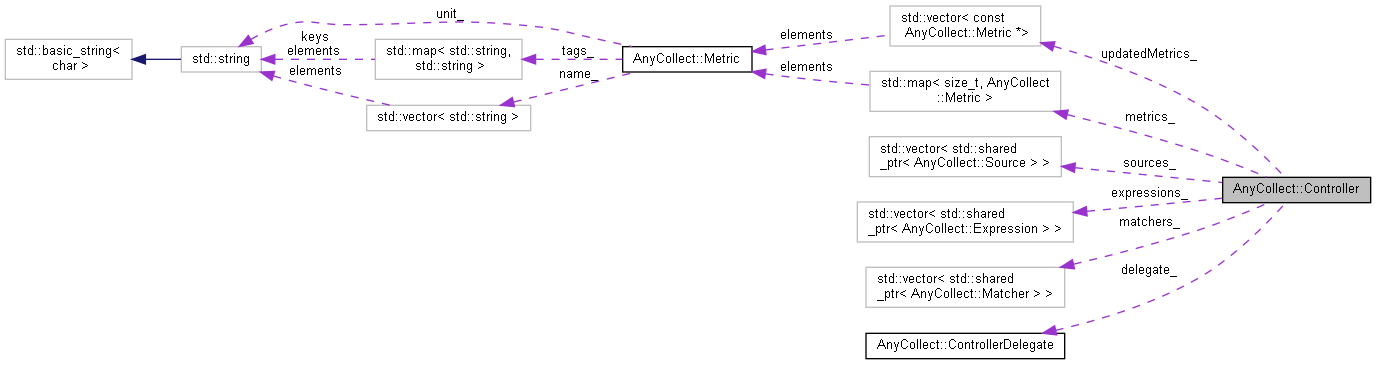 std::basic_string<
char >
std::string
unit_
keys
elements
elements
std::map< std::string,
std::string >
std::vector< std::string >
tags_
name_
AnyCollect::Metric
elements
elements
std::vector< const
AnyCollect::Metric *>
std::map< size_t, AnyCollect
::Metric >
std::vector< std::shared
_ptr< AnyCollect::Source > >
std::vector< std::shared
_ptr< AnyCollect::Expression > >
std::vector< std::shared
_ptr< AnyCollect::Matcher > >
AnyCollect::ControllerDelegate
updatedMetrics_
metrics_
sources_
expressions_
matchers_
delegate_
AnyCollect::Controller